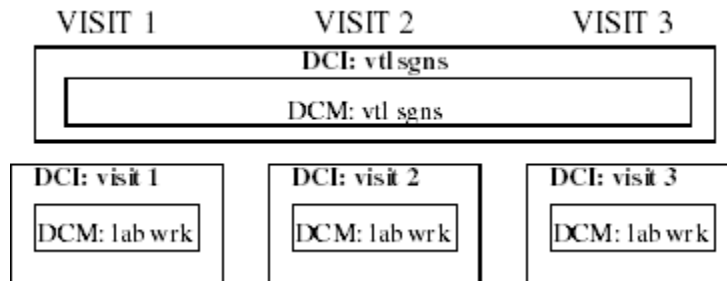 VISIT 1 VISIT 2 VISIT 3
DCI: vtl sgns
DCM: vtl sgns
DCI: visit 1 DCI: visit 2 DCI: visit 3
DCM: lab wrk DCM: lab wrk DCM: lab wrk